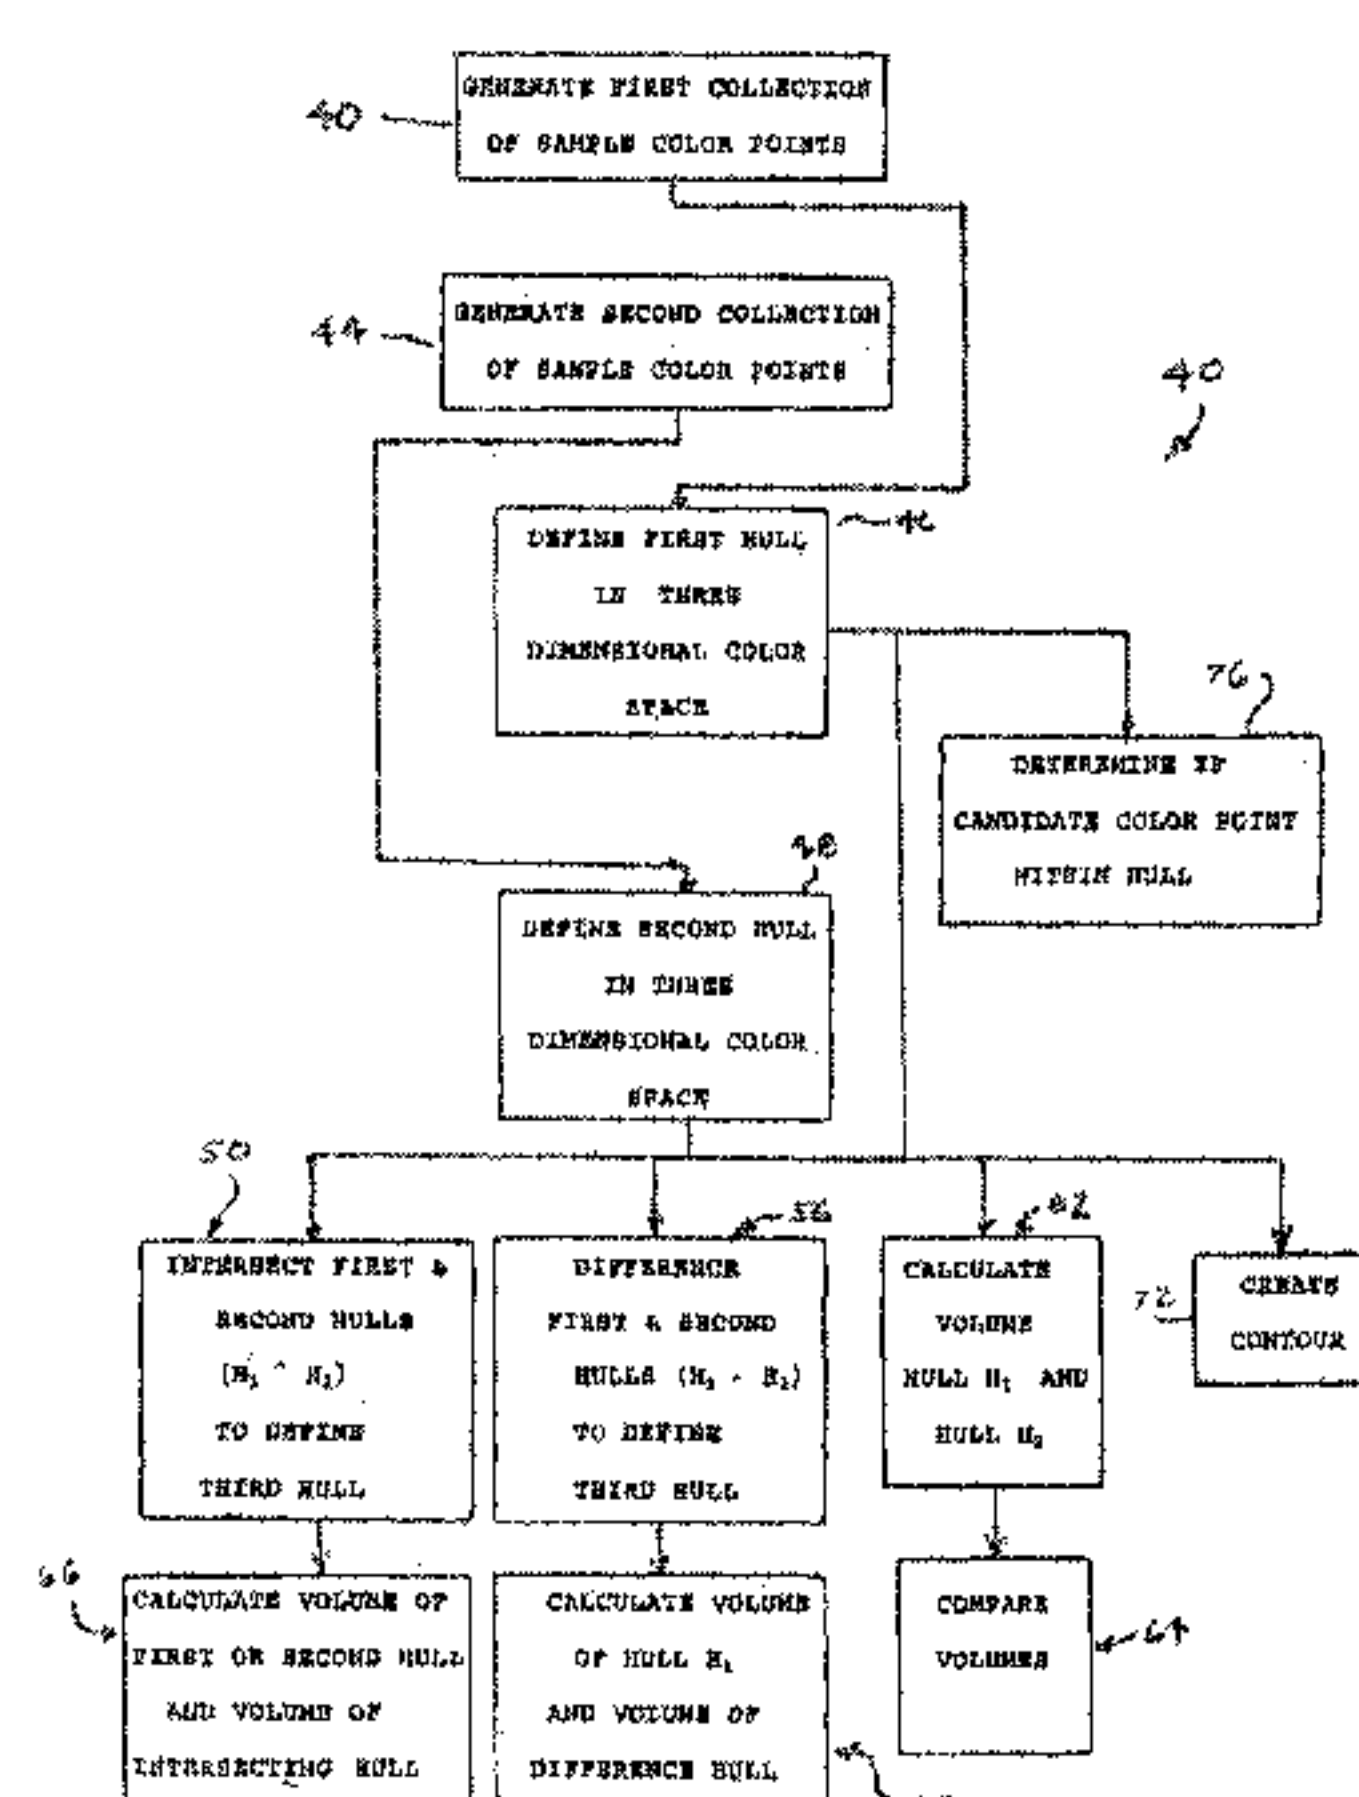 40
GENERATE FIRST COLLECTION
OF SAMPLE COLOR POINTS
44
GENERATE SECOND COLLECTION
OF SAMPLE COLOR POINTS
40
DEFINE FIRST HULL
IN THREE
DIMENSIONAL COLOR
SPACE
76
DETERMINE IF
CANDIDATE COLOR POINT
WITHIN HULL
48
DEFINE SECOND HULL
IN THREE
DIMENSIONAL COLOR
SPACE
50
INTERSECT FIRST &
SECOND HULLS
(H₁ ^ H₂)
TO DEFINE
THIRD HULL
56
DIFFERENCE
FIRST & SECOND
HULLS (H₁ - H₂)
TO DEFINE
THIRD HULL
62
CALCULATE
VOLUME
HULL H₁ AND
HULL H₂
72
CREATE
CONTOUR
66
CALCULATE VOLUME OF
FIRST OR SECOND HULL
AND VOLUME OF
INTERSECTING HULL
CALCULATE VOLUME
OF HULL H₁
AND VOLUME OF
DIFFERENCE HULL
COMPARE
VOLUMES
64